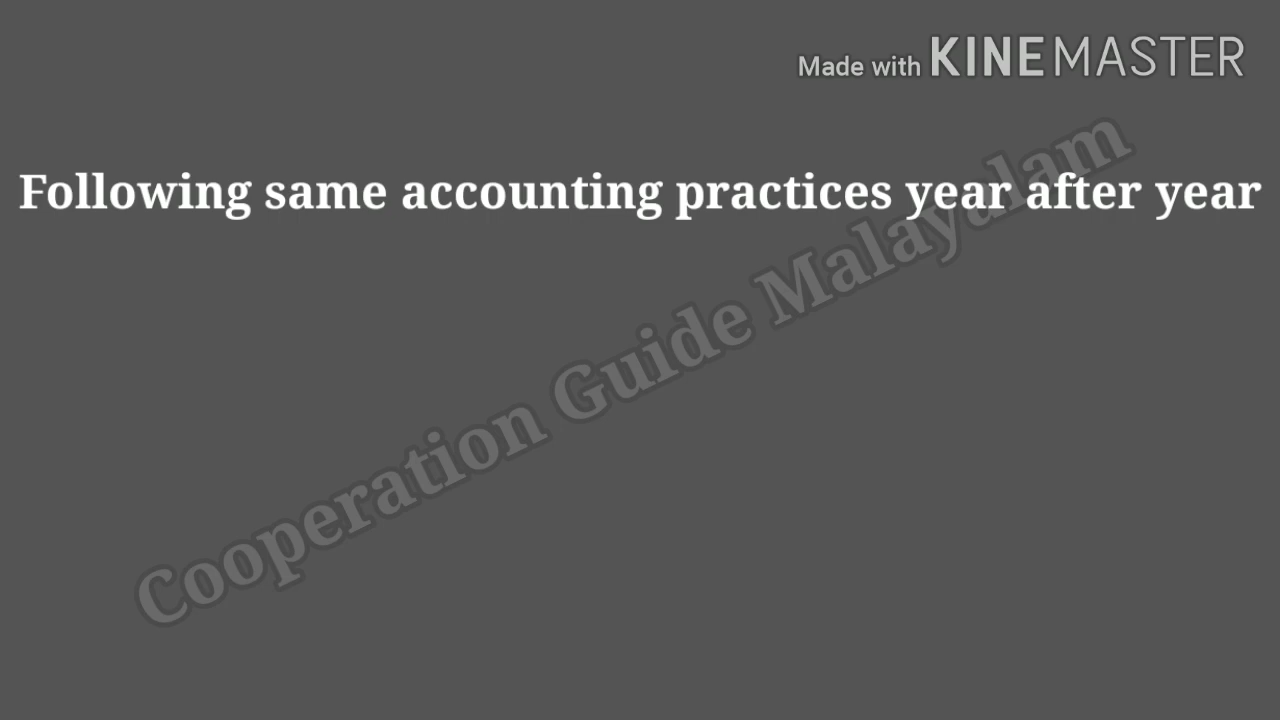 Made with KINEMASTER
Following same accounting practices year after year
Cooperation Guide Malayalam